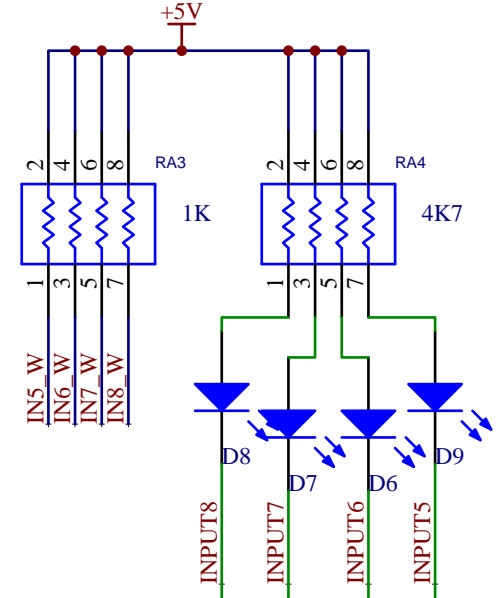 +5V
2 4 6 8 RA3
2 4 6 8 RA4
1K
4K7
1 3 5 7
1 3 5 7
IN5_W
IN6_W
IN7_W
IN8_W
D8
D7
D6
D9
INPUT8
INPUT7
INPUT6
INPUT5